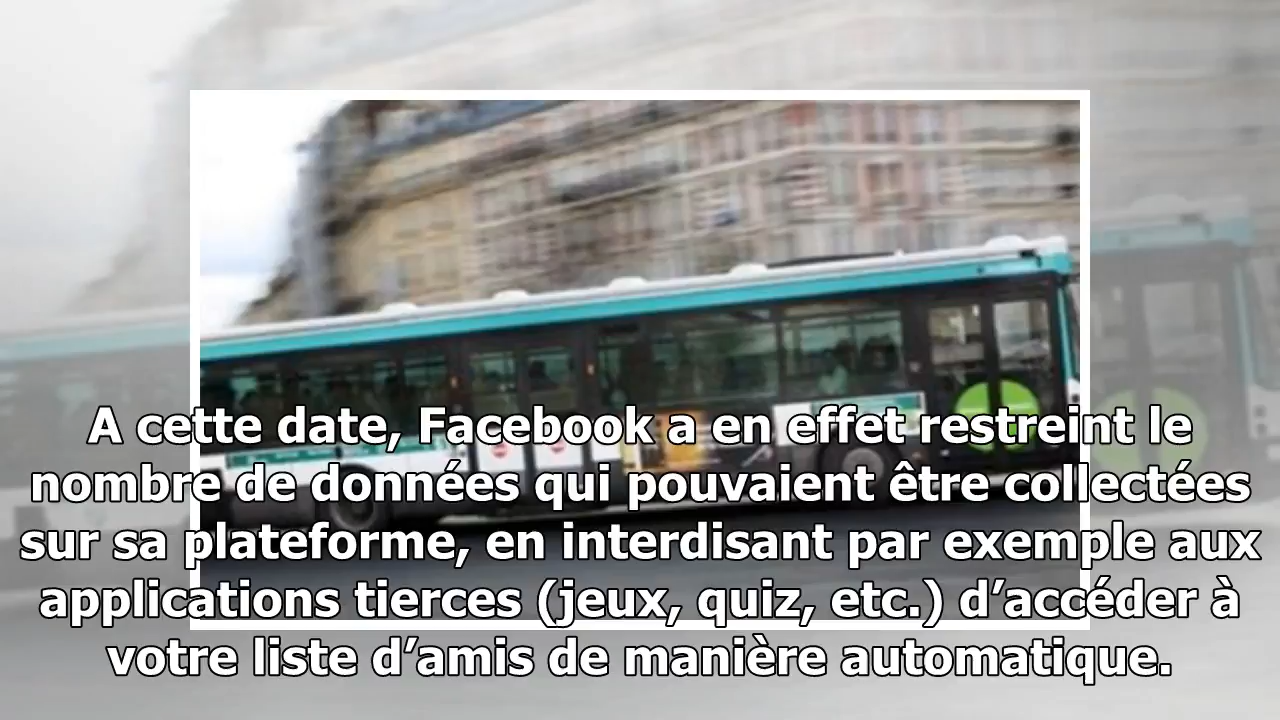 A cette date, Facebook a en effet restreint le
nombre de données qui pouvaient être collectées
sur sa plateforme, en interdisant par exemple aux
applications tierces (jeux, quiz, etc.) d’accéder à
votre liste d’amis de manière automatique.